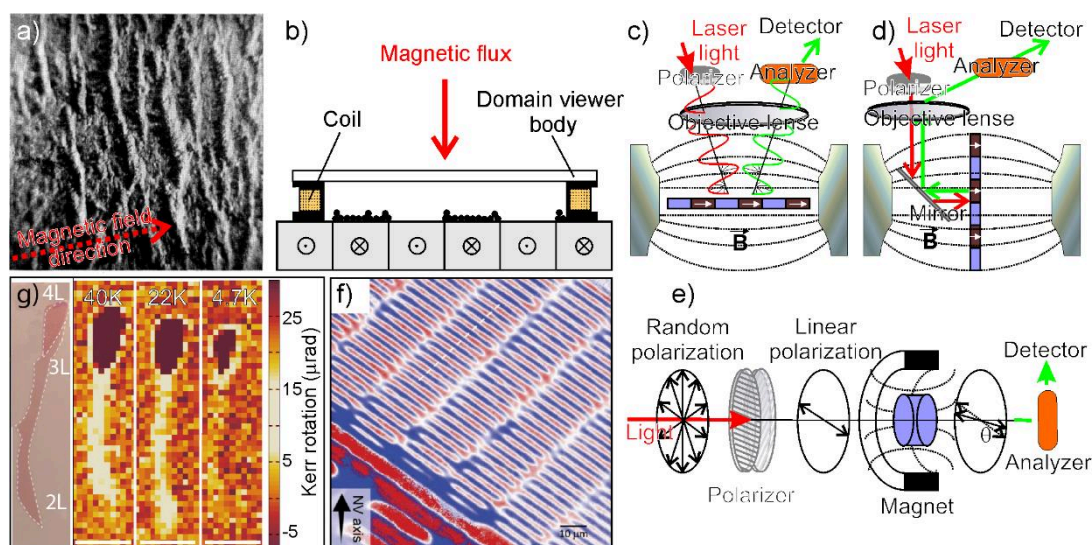 a)
Magnetic field
direction
b)
Magnetic flux
Domain viewer
body
Coil
c)
Laser
light
Detector
Polarizer
Analyzer
Objective lense
B
d)
Laser
light
Detector
Polarizer
Analyzer
Objective lense
Mirror
B
g)
4L
3L
2L
40K
22K
4.7K
25
15
5
-5
Kerr rotation (μrad)
f)
NV axis
10 μm
e)
Random
polarization
Linear
polarization
Detector
Light
θ
Polarizer
Magnet
Analyzer